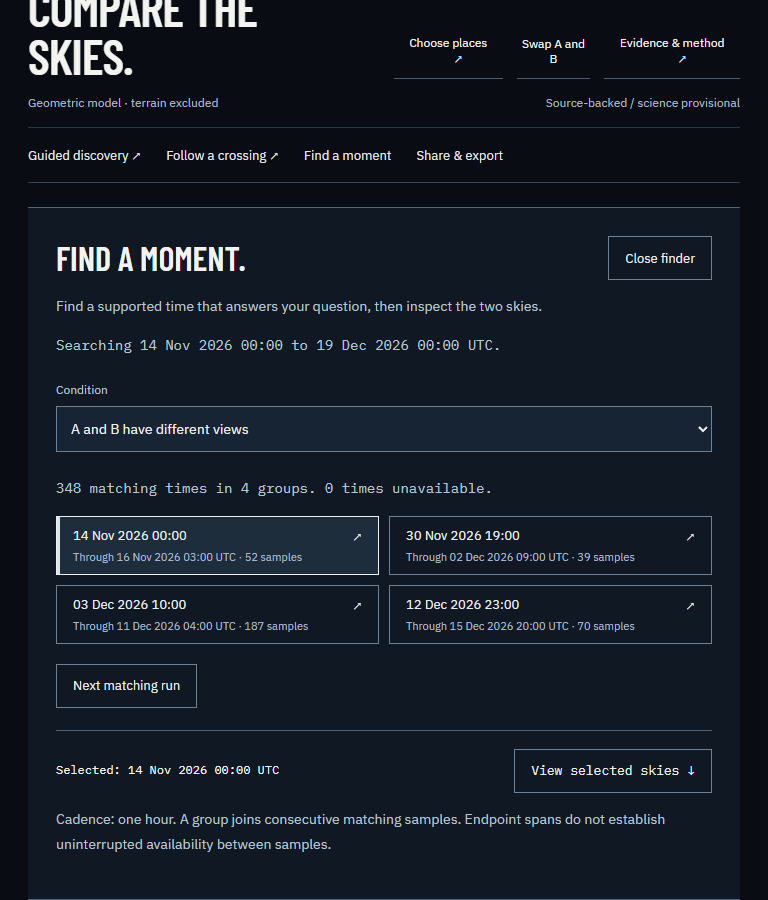 COMPARE THE
SKIES.
Choose places
↗
Swap A and
B
Evidence & method
↗
Geometric model · terrain excluded
Source-backed / science provisional
Guided discovery ↗
Follow a crossing ↗
Find a moment
Share & export
FIND A MOMENT.
Close finder
Find a supported time that answers your question, then inspect the two skies.
Searching 14 Nov 2026 00:00 to 19 Dec 2026 00:00 UTC.
Condition
A and B have different views
348 matching times in 4 groups. 0 times unavailable.
14 Nov 2026 00:00 ↗
Through 16 Nov 2026 03:00 UTC · 52 samples
30 Nov 2026 19:00 ↗
Through 02 Dec 2026 09:00 UTC · 39 samples
03 Dec 2026 10:00 ↗
Through 11 Dec 2026 04:00 UTC · 187 samples
12 Dec 2026 23:00 ↗
Through 15 Dec 2026 20:00 UTC · 70 samples
Next matching run
Selected: 14 Nov 2026 00:00 UTC
View selected skies ↓
Cadence: one hour. A group joins consecutive matching samples. Endpoint spans do not establish
uninterrupted availability between samples.